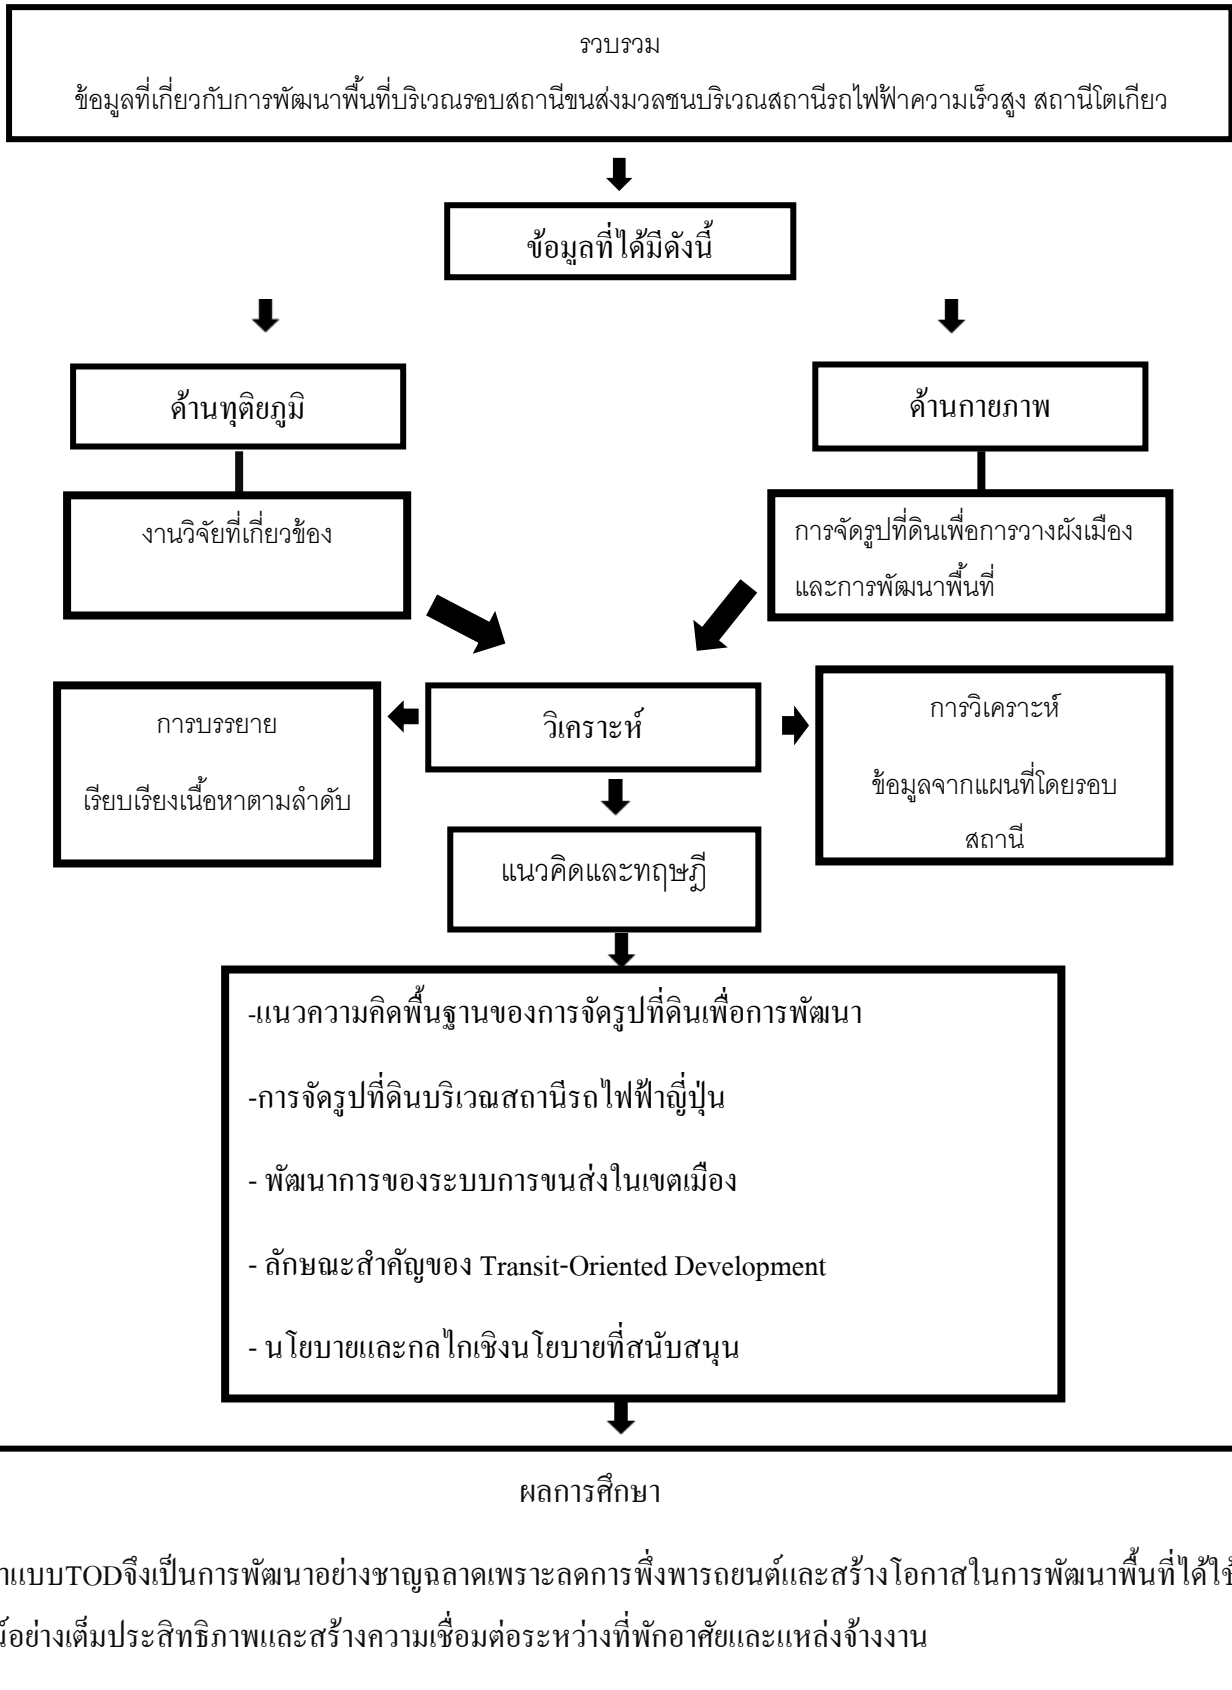 รวบรวม
ข้อมูลที่เกี่ยวกับการพัฒนาพื้นที่บริเวณรอบสถานีขนส่งมวลชนบริเวณสถานีรถไฟฟ้าความเร็วสูง สถานีโตเกียว
ข้อมูลที่ได้มีดังนี้
ด้านทุติยภูมิ
ด้านกายภาพ
งานวิจัยที่เกี่ยวข้อง
การจัดรูปที่ดินเพื่อการวางผังเมือง
และการพัฒนาพื้นที่
การบรรยาย
เรียบเรียงเนื้อหาตามลำดับ
วิเคราะห์
การวิเคราะห์
ข้อมูลจากแผนที่โดยรอบ
สถานี
แนวคิดและทฤษฎี
-แนวความคิดพื้นฐานของการจัดรูปที่ดินเพื่อการพัฒนา
-การจัดรูปที่ดินบริเวณสถานีรถไฟฟ้าญี่ปุ่น
- พัฒนาการของระบบการขนส่งในเขตเมือง
- ลักษณะสำคัญของ Transit-Oriented Development
- นโยบายและกลไกเชิงนโยบายที่สนับสนุน
ผลการศึกษา
แบบTODจึงเป็นการพัฒนาอย่างชาญฉลาดเพราะลดการพึ่งพารถยนต์และสร้างโอกาสในการพัฒนาพื้นที่ได้ใช้
อย่างเต็มประสิทธิภาพและสร้างความเชื่อมต่อระหว่างที่พักอาศัยและแหล่งจ้างงาน